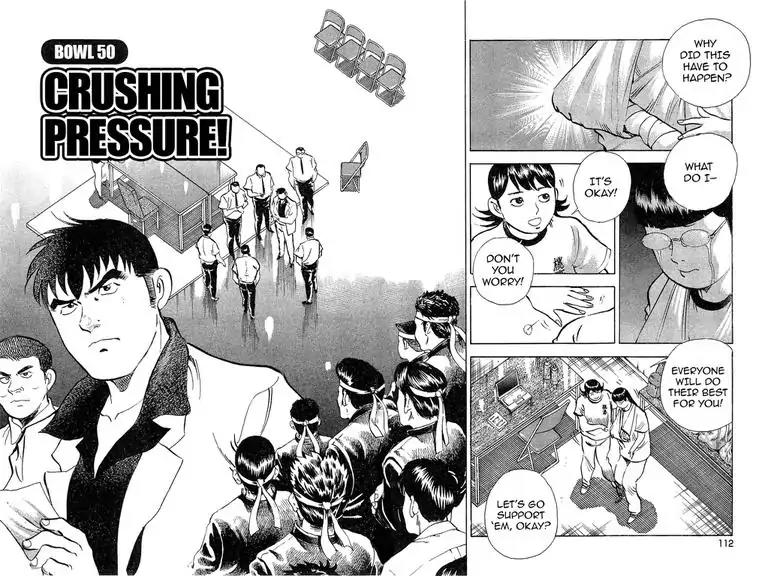 BOWL 50
CRUSHING
PRESSURE!
WHY
DID THIS
HAVE TO
HAPPEN?
WHAT
DO I–
IT'S
OKAY!
DON'T
YOU
WORRY!
EVERYONE
WILL DO
THEIR BEST
FOR YOU!
LET'S GO
SUPPORT
'EM, OKAY?
112